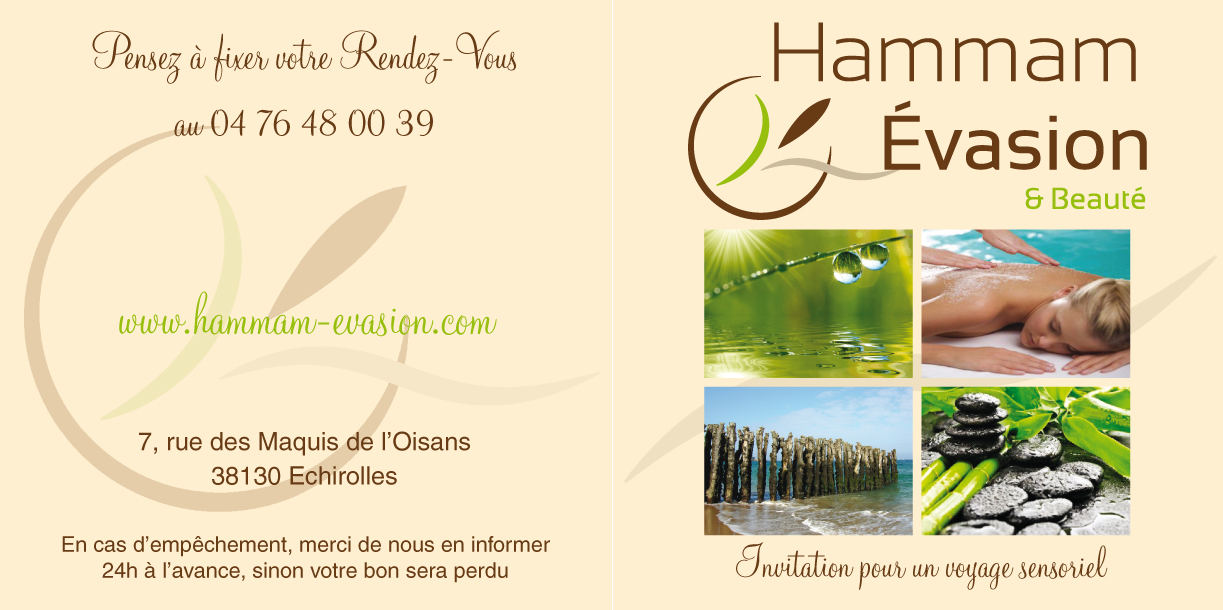 Pensez à fixer votre Rendez-Vous
au 04 76 48 00 39
www.hammam-evasion.com
7, rue des Maquis de l'Oisans
38130 Echirolles
En cas d'empêchement, merci de nous en informer
24h à l'avance, sinon votre bon sera perdu
Hammam
Évasion
& Beauté
Invitation pour un voyage sensoriel